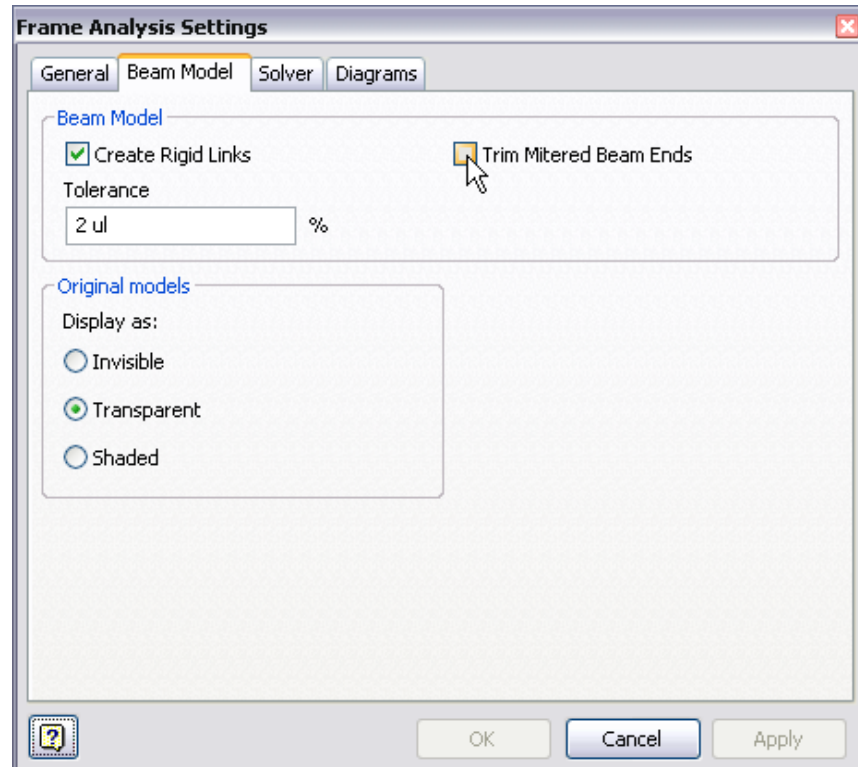 Frame Analysis Settings
General Beam Model Solver Diagrams
Beam Model
Create Rigid Links Trim Mitered Beam Ends
Tolerance
2 ul %
Original models
Display as:
Invisible
Transparent
Shaded
? OK Cancel Apply